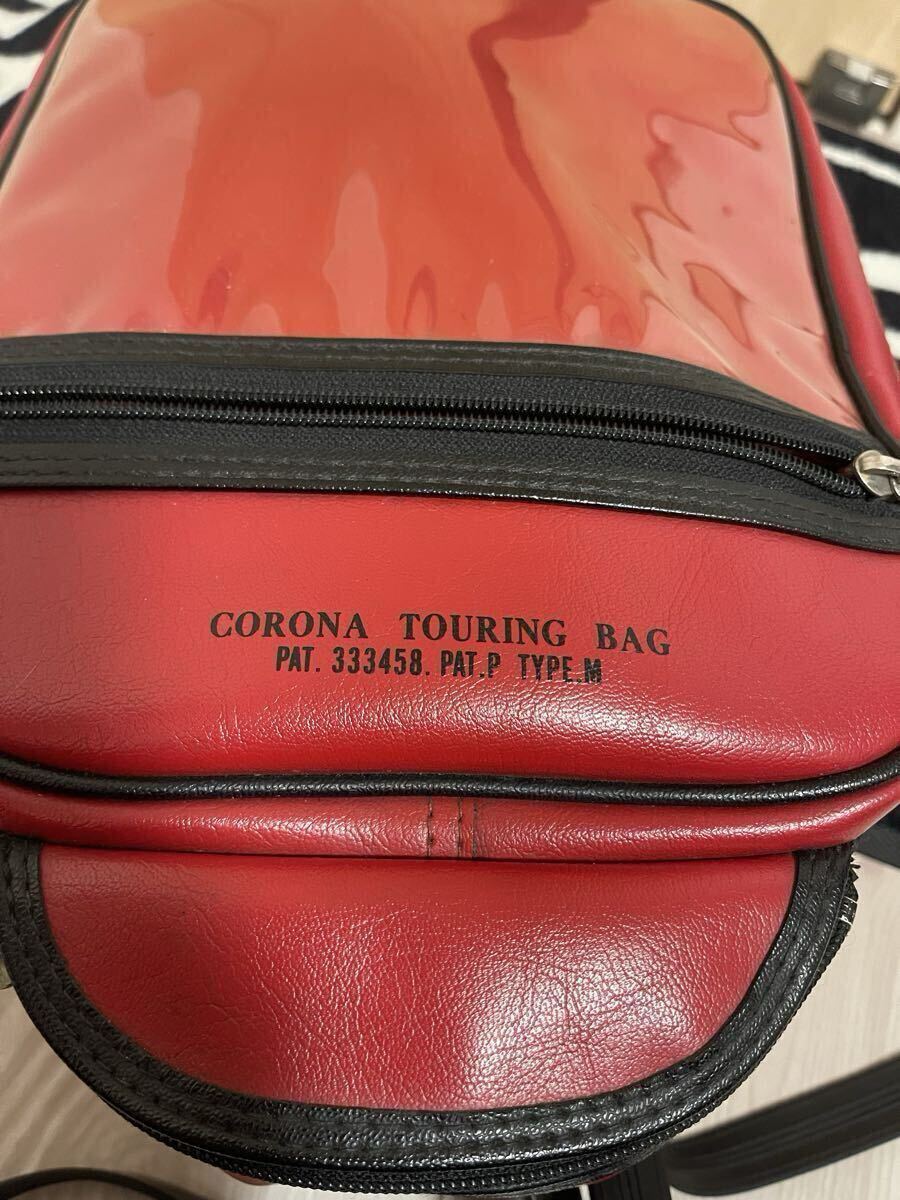 CORONA TOURING BAG
PAT. 333458. PAT.P TYPE.M